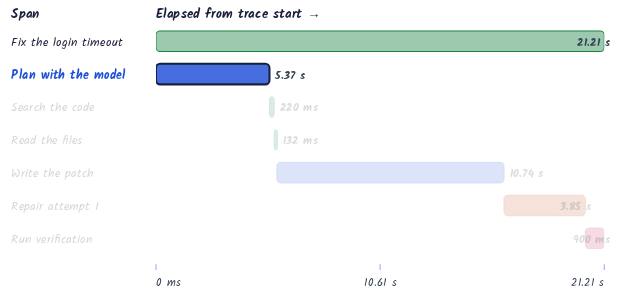 Span Elapsed from trace start →
Fix the login timeout 21.21 s
Plan with the model 5.37 s
Search the code 220 ms
Read the files 132 ms
Write the patch 10.74 s
Repair attempt 1 3.85 s
Run verification 900 ms
0 ms 10.61 s 21.21 s